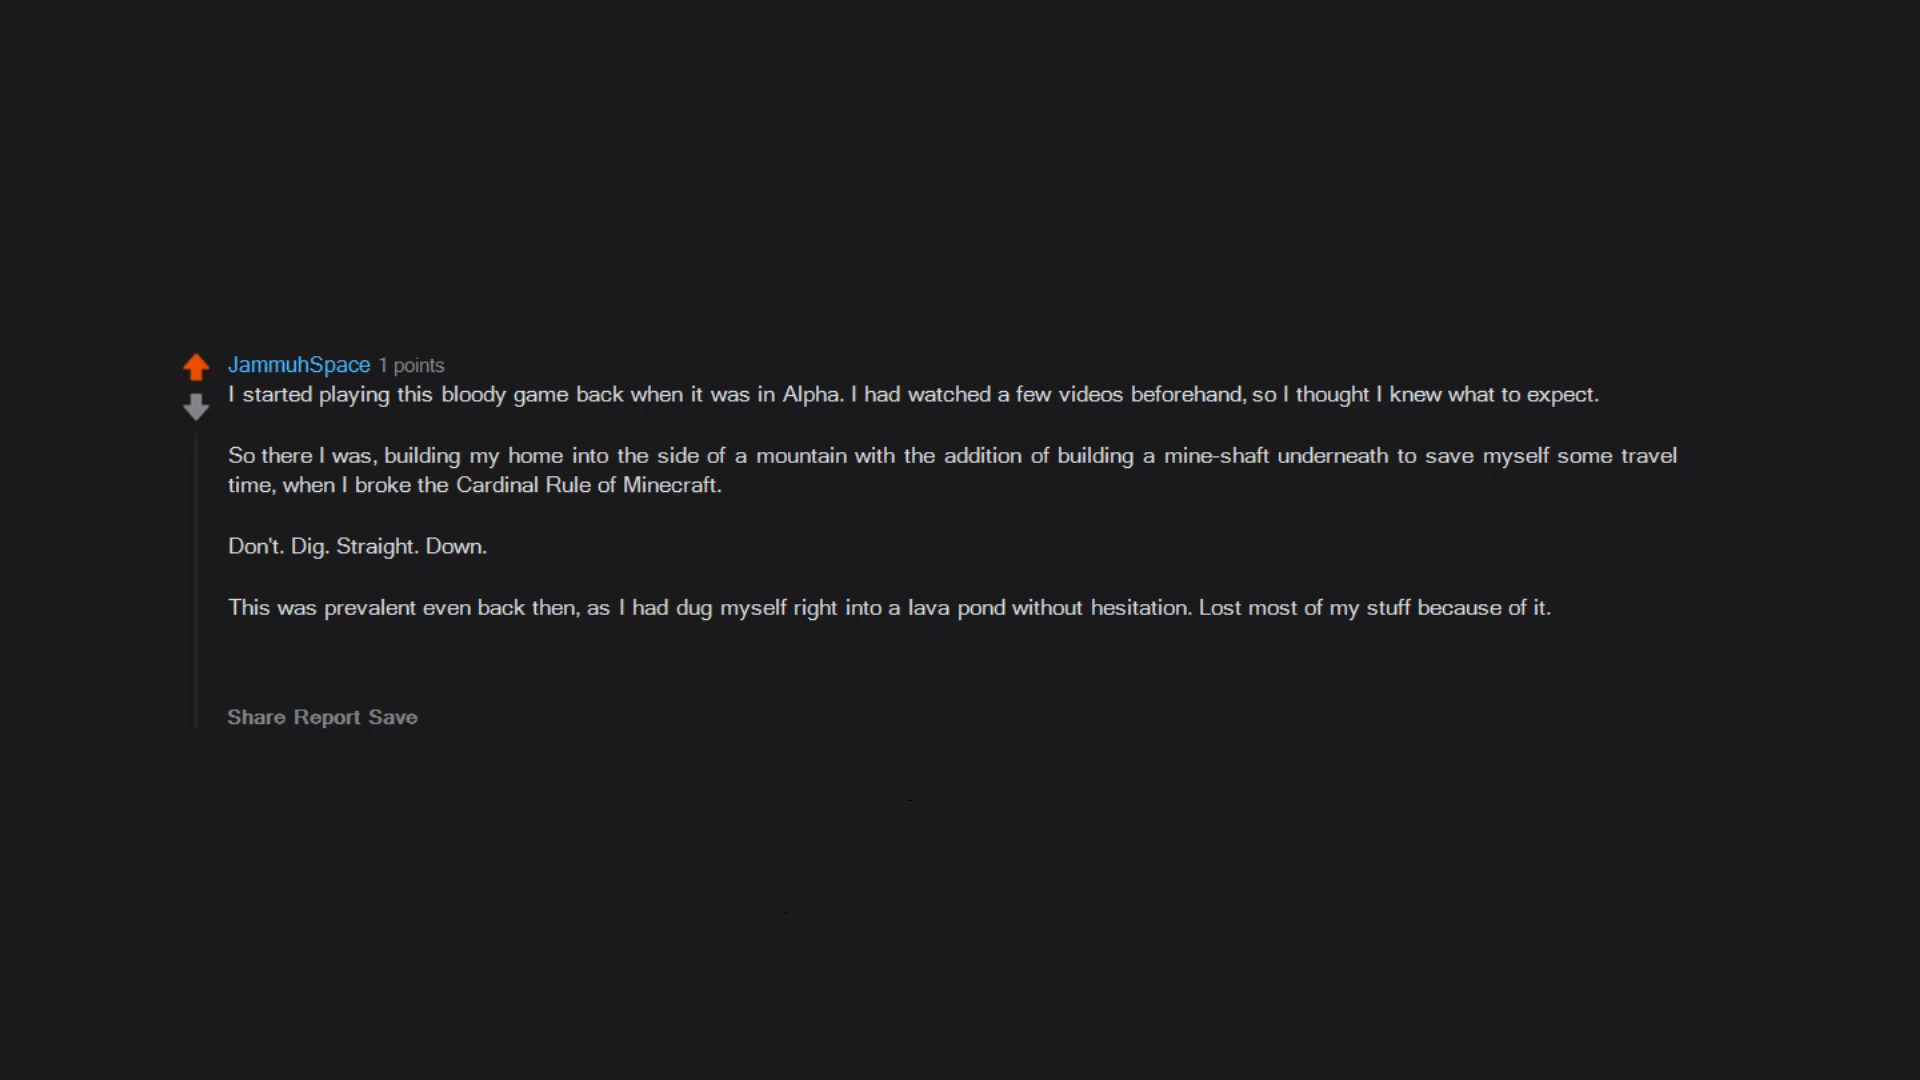 JammuhSpace 1 points
I started playing this bloody game back when it was in Alpha. I had watched a few videos beforehand, so I thought I knew what to expect.
So there I was, building my home into the side of a mountain with the addition of building a mine-shaft underneath to save myself some travel
time, when I broke the Cardinal Rule of Minecraft.
Don't. Dig. Straight. Down.
This was prevalent even back then, as I had dug myself right into a lava pond without hesitation. Lost most of my stuff because of it.
Share Report Save